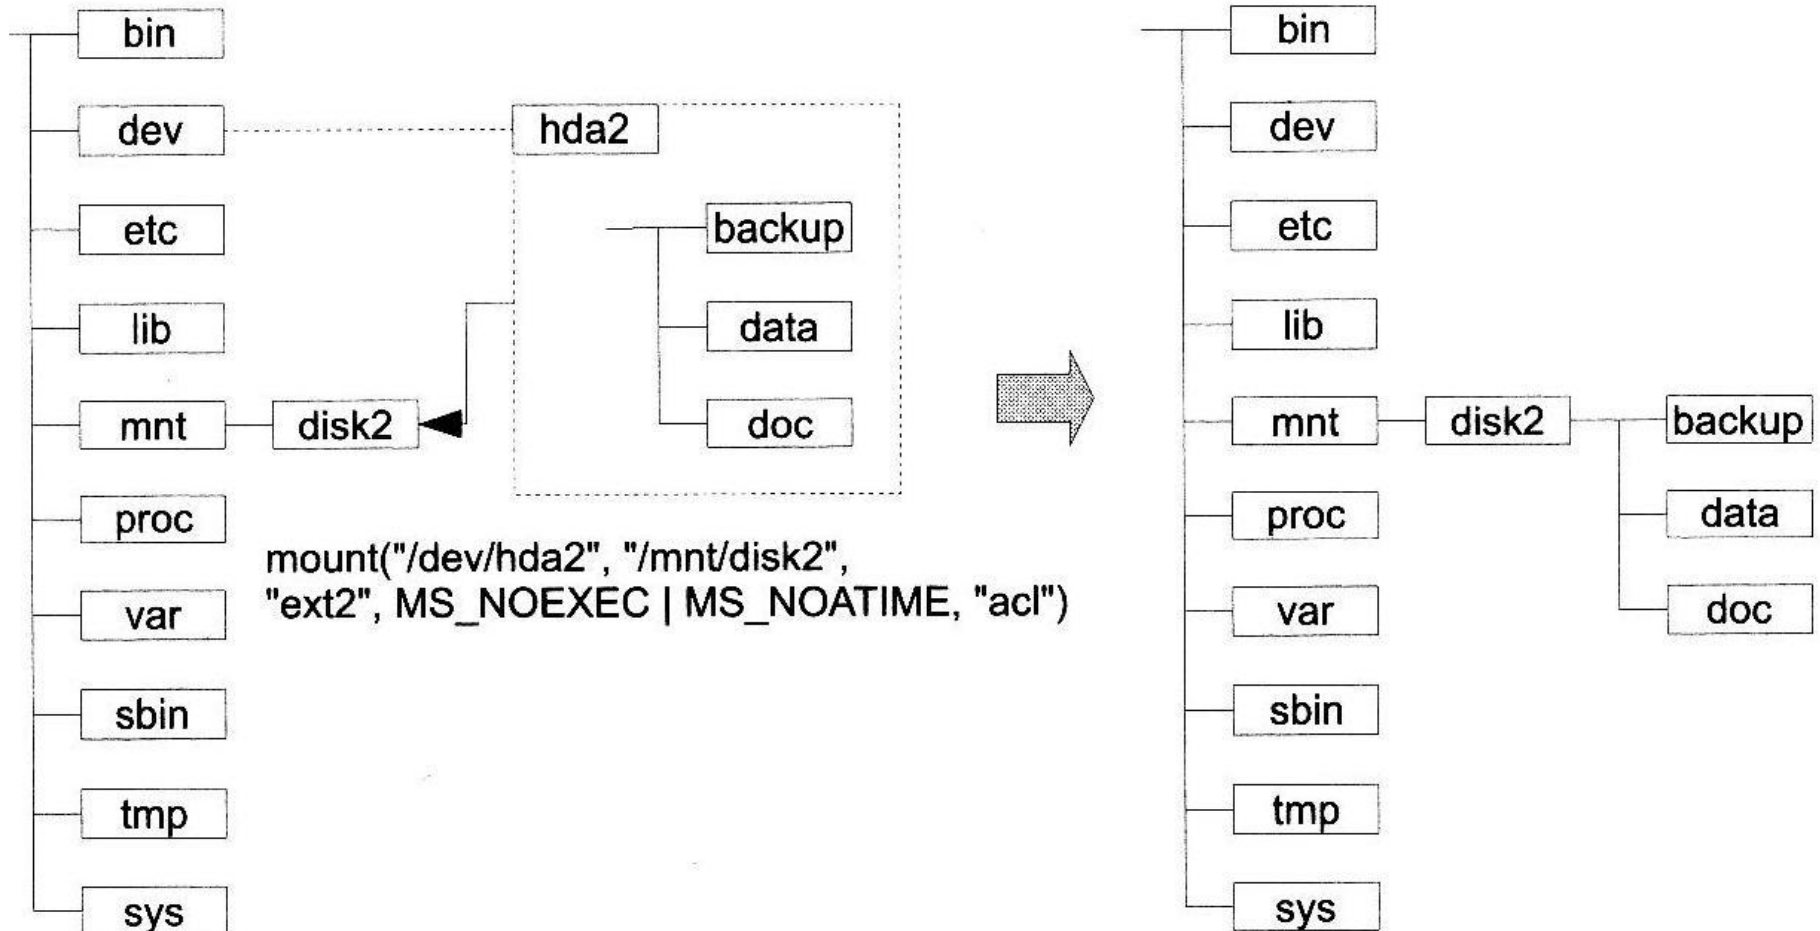 bin
dev
hda2
etc
backup
lib
data
mnt
disk2
doc
proc
mount("/dev/hda2", "/mnt/disk2",
"ext2", MS_NOEXEC | MS_NOATIME, "acl")
var
sbin
tmp
sys
bin
dev
etc
lib
mnt
disk2
backup
proc
data
var
doc
sbin
tmp
sys